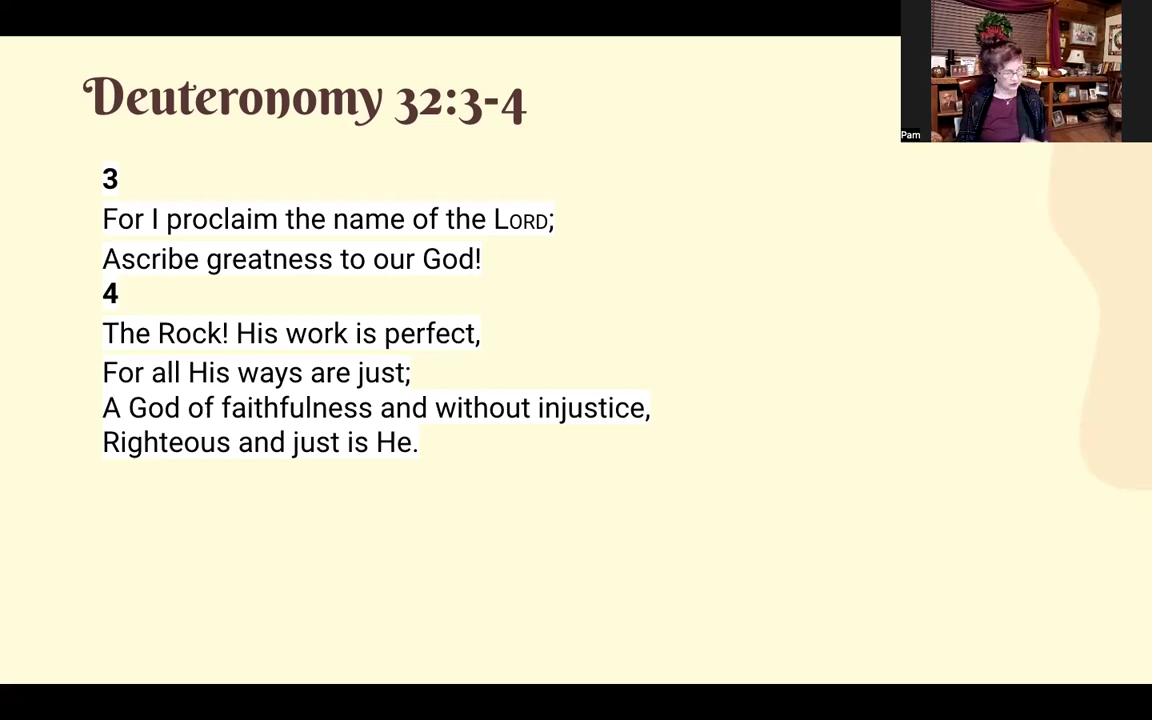 Deuteronomy 32:3-4
Pam
3
For I proclaim the name of the LORD;
Ascribe greatness to our God!
4
The Rock! His work is perfect,
For all His ways are just;
A God of faithfulness and without injustice,
Righteous and just is He.